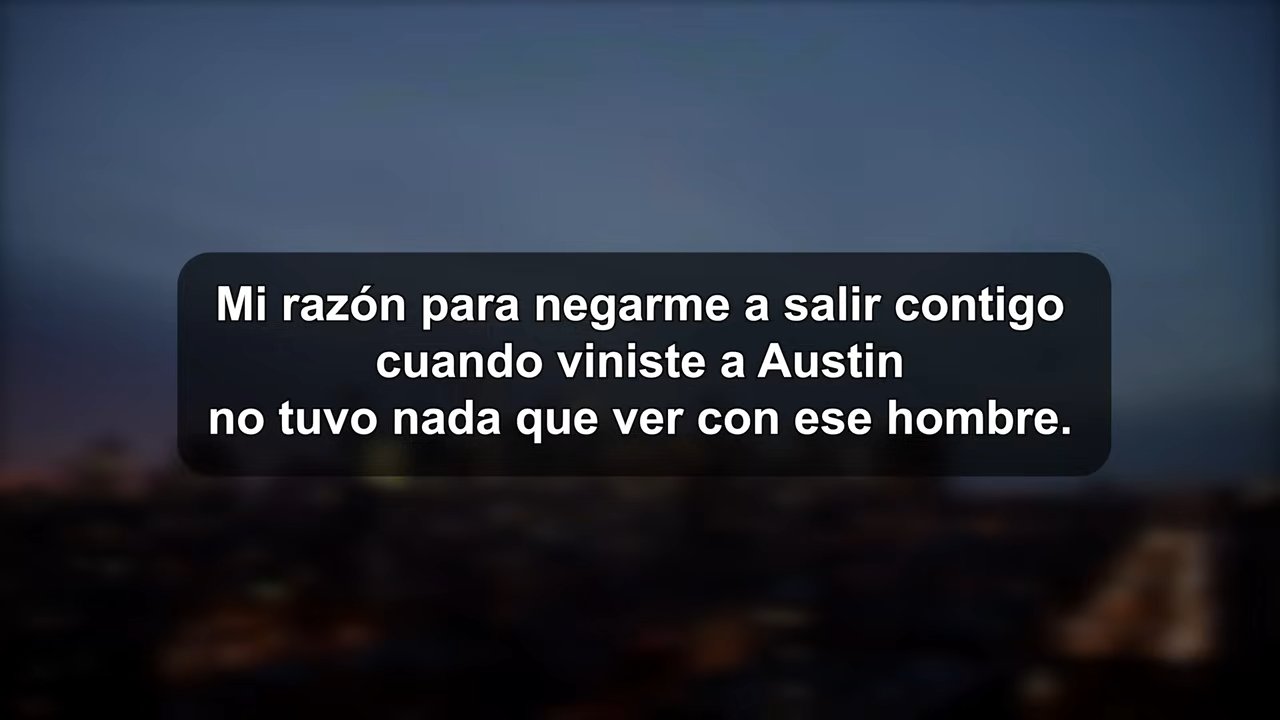 Mi razón para negarme a salir contigo
cuando viniste a Austin
no tuvo nada que ver con ese hombre.